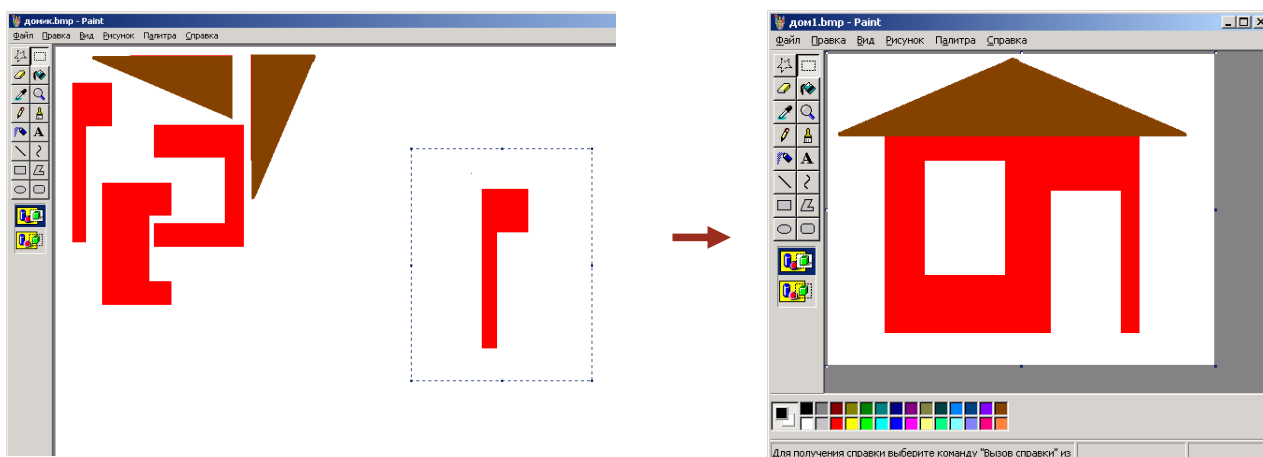 доник.bmp - Paint
Файл Правка Вид Рисунок Палитра Справка
A
дом1.bmp - Paint
Файл Правка Вид Рисунок Палитра Справка
A
Для получения справки выберите команду "Вызов справки" из